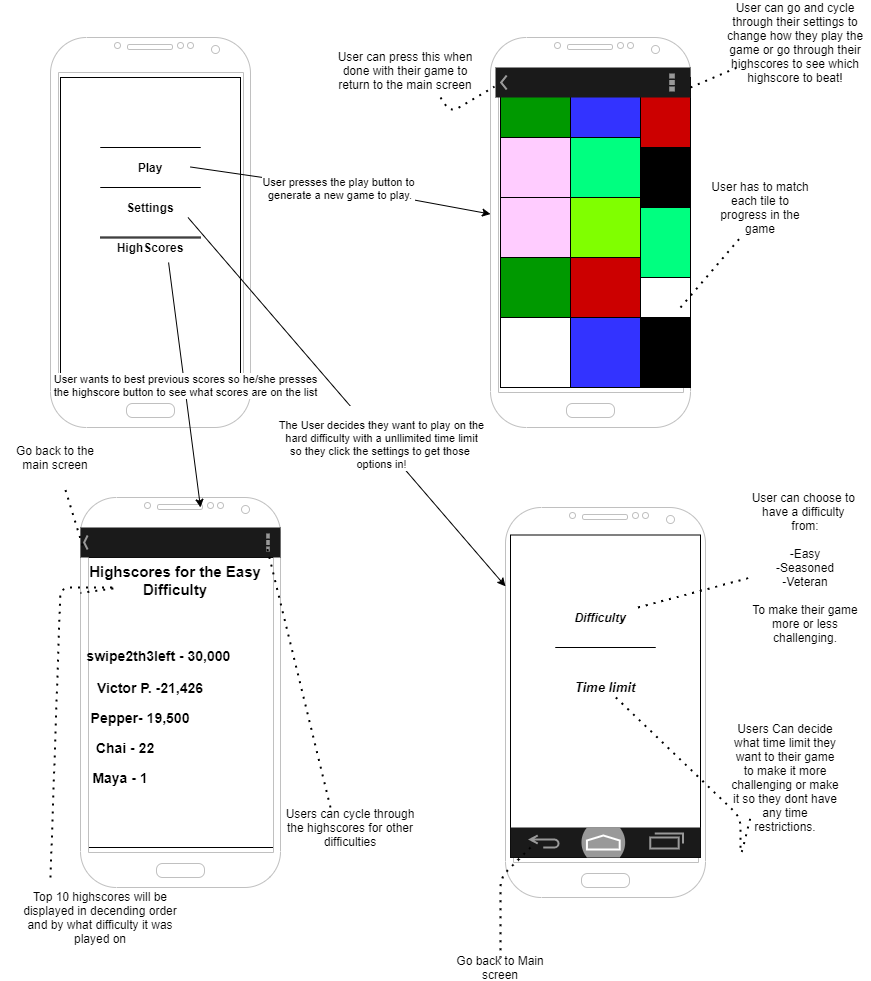 User can go and cycle
through their settings to
change how they play the
game or go through their
highscores to see which
highscore to beat!
User can press this when
done with their game to
return to the main screen
Play
Settings
HighScores
User presses the play button to
generate a new game to play.
User has to match
each tile to
progress in the
game
User wants to best previous scores so he/she presses
the highscore button to see what scores are on the list
The User decides they want to play on the
hard difficulty with a unllimited time limit
so they click the settings to get those
options in!
Go back to the
main screen
Highscores for the Easy
Difficulty
swipe2th3left - 30,000
Victor P. -21,426
Pepper- 19,500
Chai - 22
Maya - 1
Users can cycle through
the highscores for other
difficulties
Top 10 highscores will be
displayed in decending order
and by what difficulty it was
played on
Difficulty
Time limit
User can choose to
have a difficulty
from:
-Easy
-Seasoned
-Veteran
To make their game
more or less
challenging.
Users Can decide
what time limit they
want to their game
to make it more
challenging or make
it so they dont have
any time
restrictions.
Go back to Main
screen